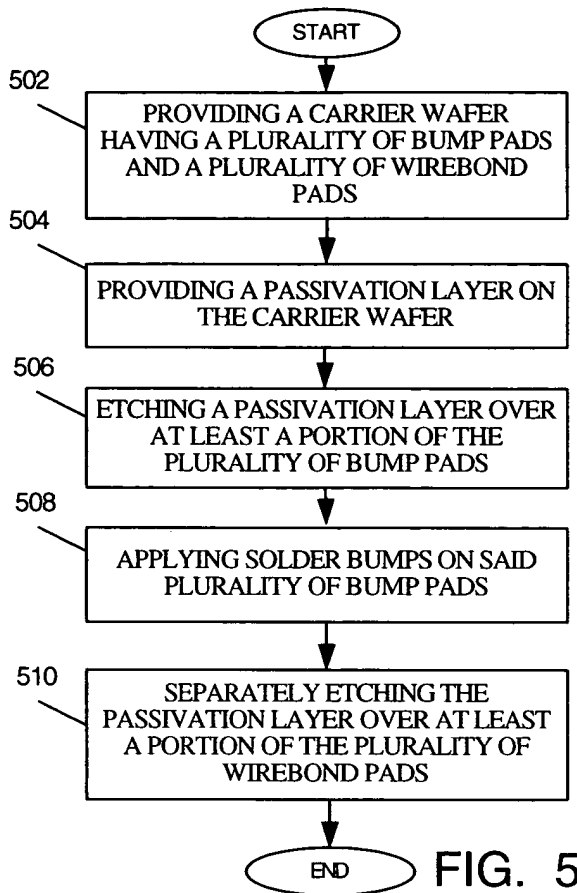 START
502
PROVIDING A CARRIER WAFER
HAVING A PLURALITY OF BUMP PADS
AND A PLURALITY OF WIREBOND
PADS
504
PROVIDING A PASSIVATION LAYER ON
THE CARRIER WAFER
506
ETCHING A PASSIVATION LAYER OVER
AT LEAST A PORTION OF THE
PLURALITY OF BUMP PADS
508
APPLYING SOLDER BUMPS ON SAID
PLURALITY OF BUMP PADS
510
SEPARATELY ETCHING THE
PASSIVATION LAYER OVER AT LEAST
A PORTION OF THE PLURALITY OF
WIREBOND PADS
END
FIG. 5